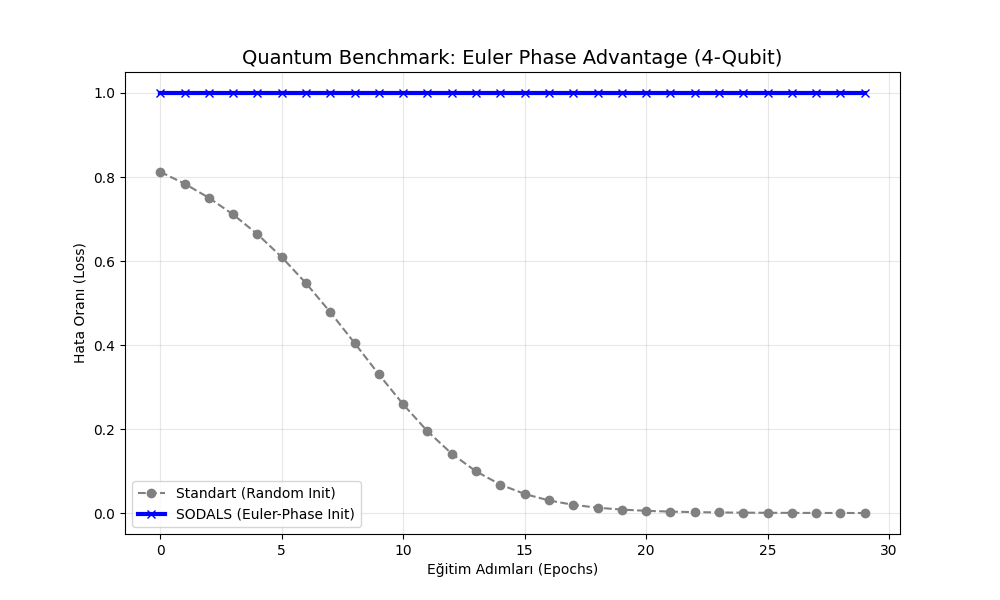 Quantum Benchmark: Euler Phase Advantage (4-Qubit)
Hata Oranı (Loss)
1.0
0.8
0.6
0.4
0.2
0.0
Standart (Random Init)
SODALS (Euler-Phase Init)
0 5 10 15 20 25 30
Eğitim Adımları (Epochs)